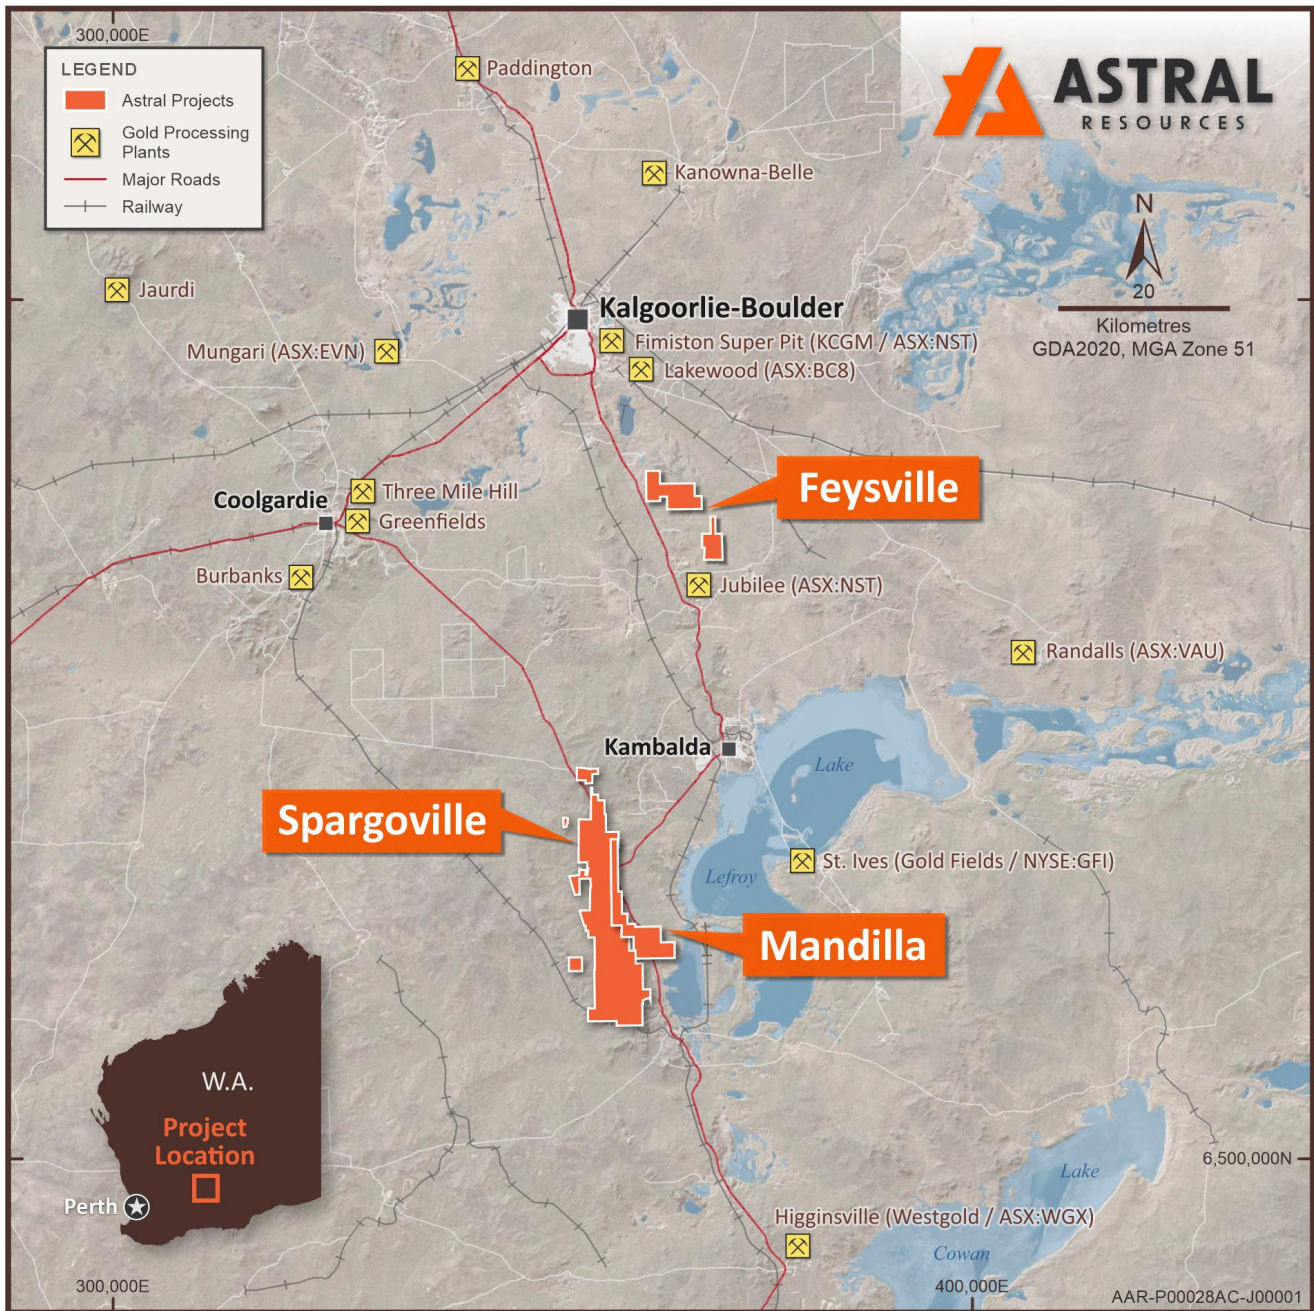 300,000E
LEGEND
Astral Projects
Gold Processing
Plants
Major Roads
Railway
ASTRAL
RESOURCES
Paddington
Kanowna-Belle
N
20
Kilometres
GDA2020, MGA Zone 51
Jaurdi
Kalgoorlie-Boulder
Fimiston Super Pit (KCGM / ASX:NST)
Mungari (ASX:EVN)
Lakewood (ASX:BC8)
Feysville
Three Mile Hill
Coolgardie
Greenfields
Burbanks
Jubilee (ASX:NST)
Randalls (ASX:VAU)
Kambalda
Lake
Spargoville
St. Ives (Gold Fields / NYSE:GFI)
Lefroy
Mandilla
W.A.
Project
Location
Perth
6,500,000N
Lake
Higginsville (Westgold / ASX:WGX)
Cowan
300,000E
400,000E
AAR-P00028AC-J00001